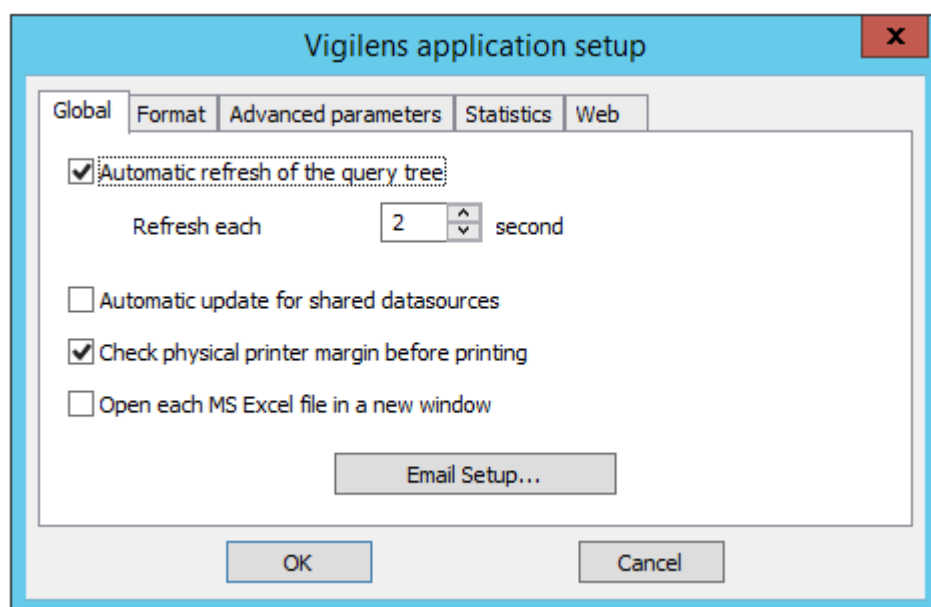 Vigilens application setup
x
Global Format Advanced parameters Statistics Web
Automatic refresh of the query tree
Refresh each 2 second
Automatic update for shared datasources
Check physical printer margin before printing
Open each MS Excel file in a new window
Email Setup...
OK Cancel